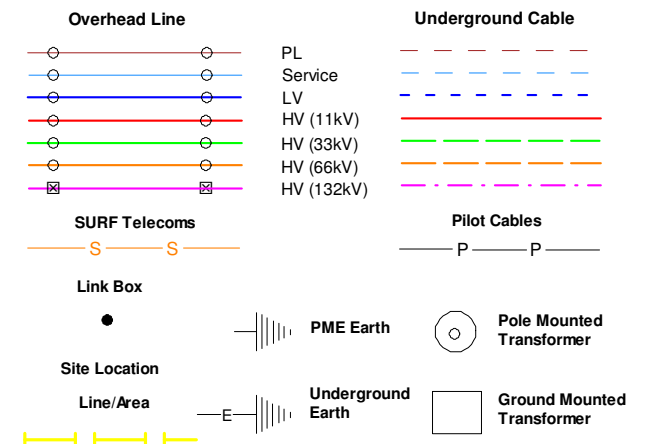 Overhead Line
Underground Cable
PL
Service
LV
HV (11kV)
HV (33kV)
HV (66kV)
HV (132kV)
SURF Telecoms
Pilot Cables
S S
P P
Link Box
PME Earth
Pole Mounted
Transformer
Site Location
Line/Area
E
Underground
Earth
Ground Mounted
Transformer